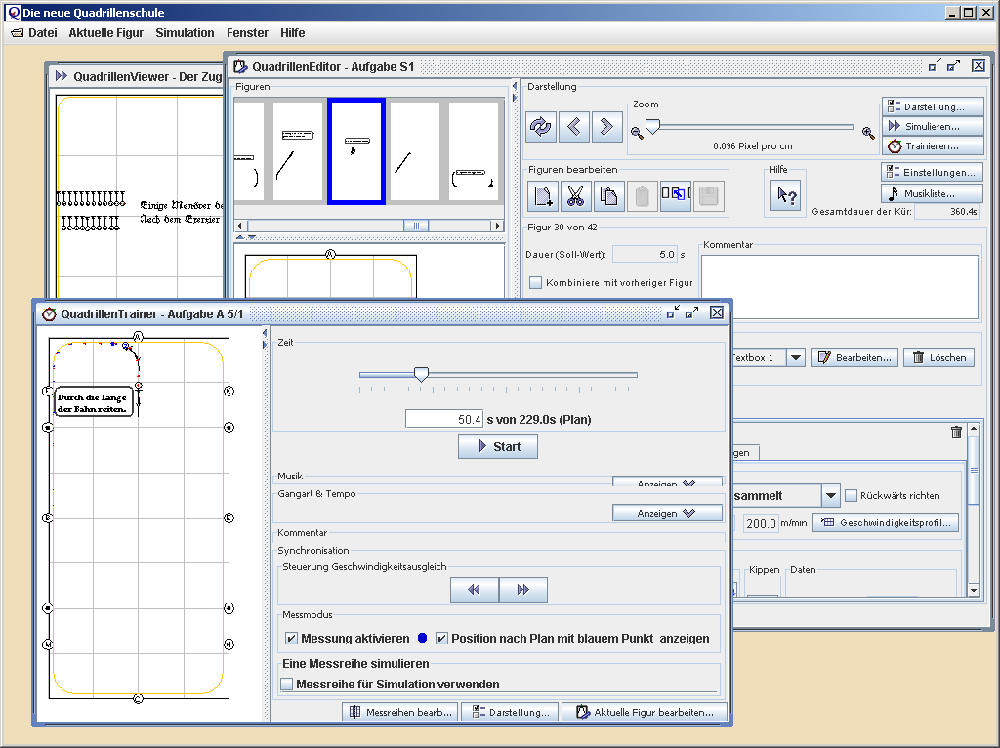 Die neue Quadrillenschule
Datei Aktuelle Figur Simulation Fenster Hilfe
QuadrillenViewer - Der Zug
Einige Manöver de
Nach dem Exerzier
QuadrillenEditor - Aufgabe S1
Figuren
Darstellung
Zoom
0.096 Pixel pro cm
Darstellung...
Simulieren...
Trainieren...
Figuren bearbeiten
Hilfe
Einstellungen...
Musikliste...
Gesamtdauer der Kür: 360.4s
Figur 30 von 42
Dauer (Soll-Wert): 5.0 s
Kombiniere mit vorheriger Figur
Kommentar
A
Textbox 1
Bearbeiten...
Löschen
gen
sammelt
Rückwärts richten
200.0 m/min
Geschwindigkeitsprofil...
Kippen
Daten
QuadrillenTrainer - Aufgabe A 5/1
A
F K
Durch die Länge
der Bahn reiten.
B E
M H
C
Zeit
50.4 s von 229.0s (Plan)
Start
Musik
Anzeigen
Gangart & Tempo
Anzeigen
Kommentar
Synchronisation
Steuerung Geschwindigkeitsausgleich
Messmodus
Messung aktivieren
Position nach Plan mit blauem Punkt anzeigen
Eine Messreihe simulieren
Messreihe für Simulation verwenden
Messreihen bearb...
Darstellung...
Aktuelle Figur bearbeiten...